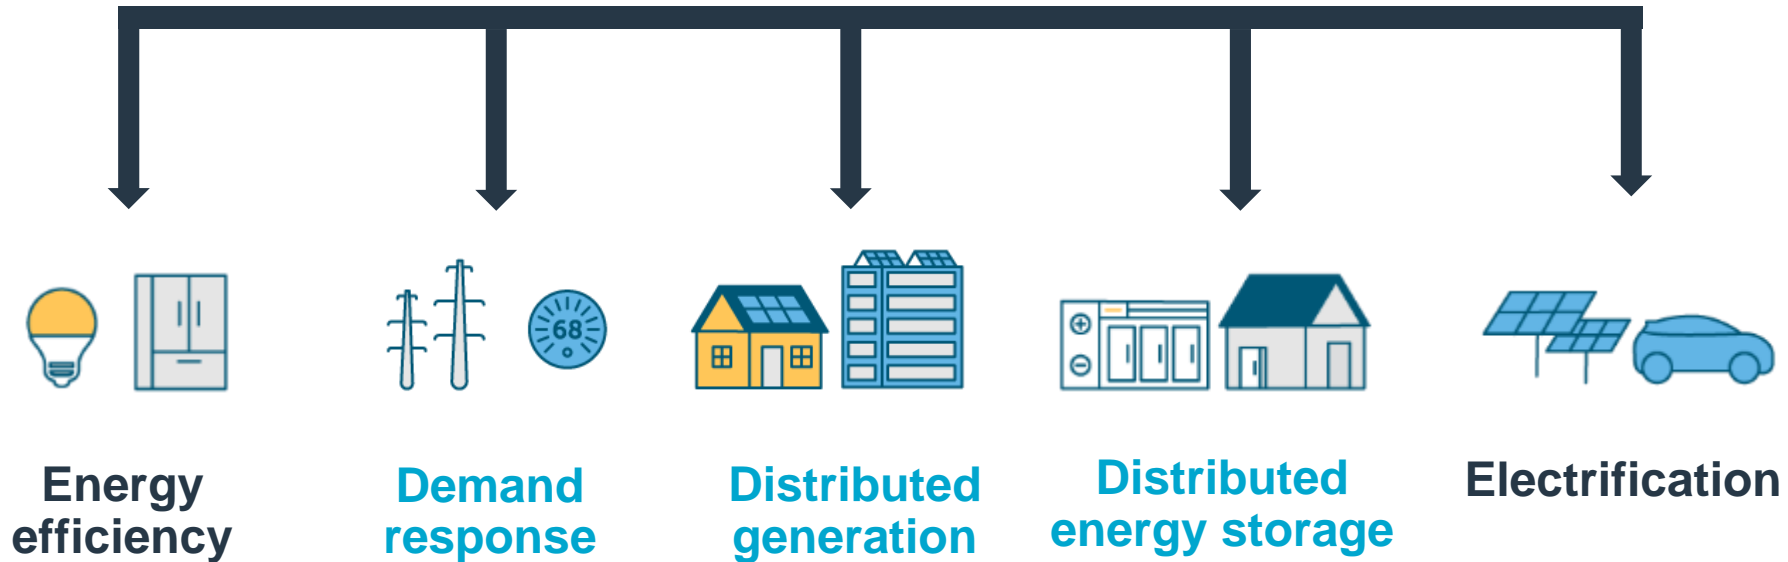 68
Energy
efficiency
Demand
response
Distributed
generation
Distributed
energy storage
Electrification